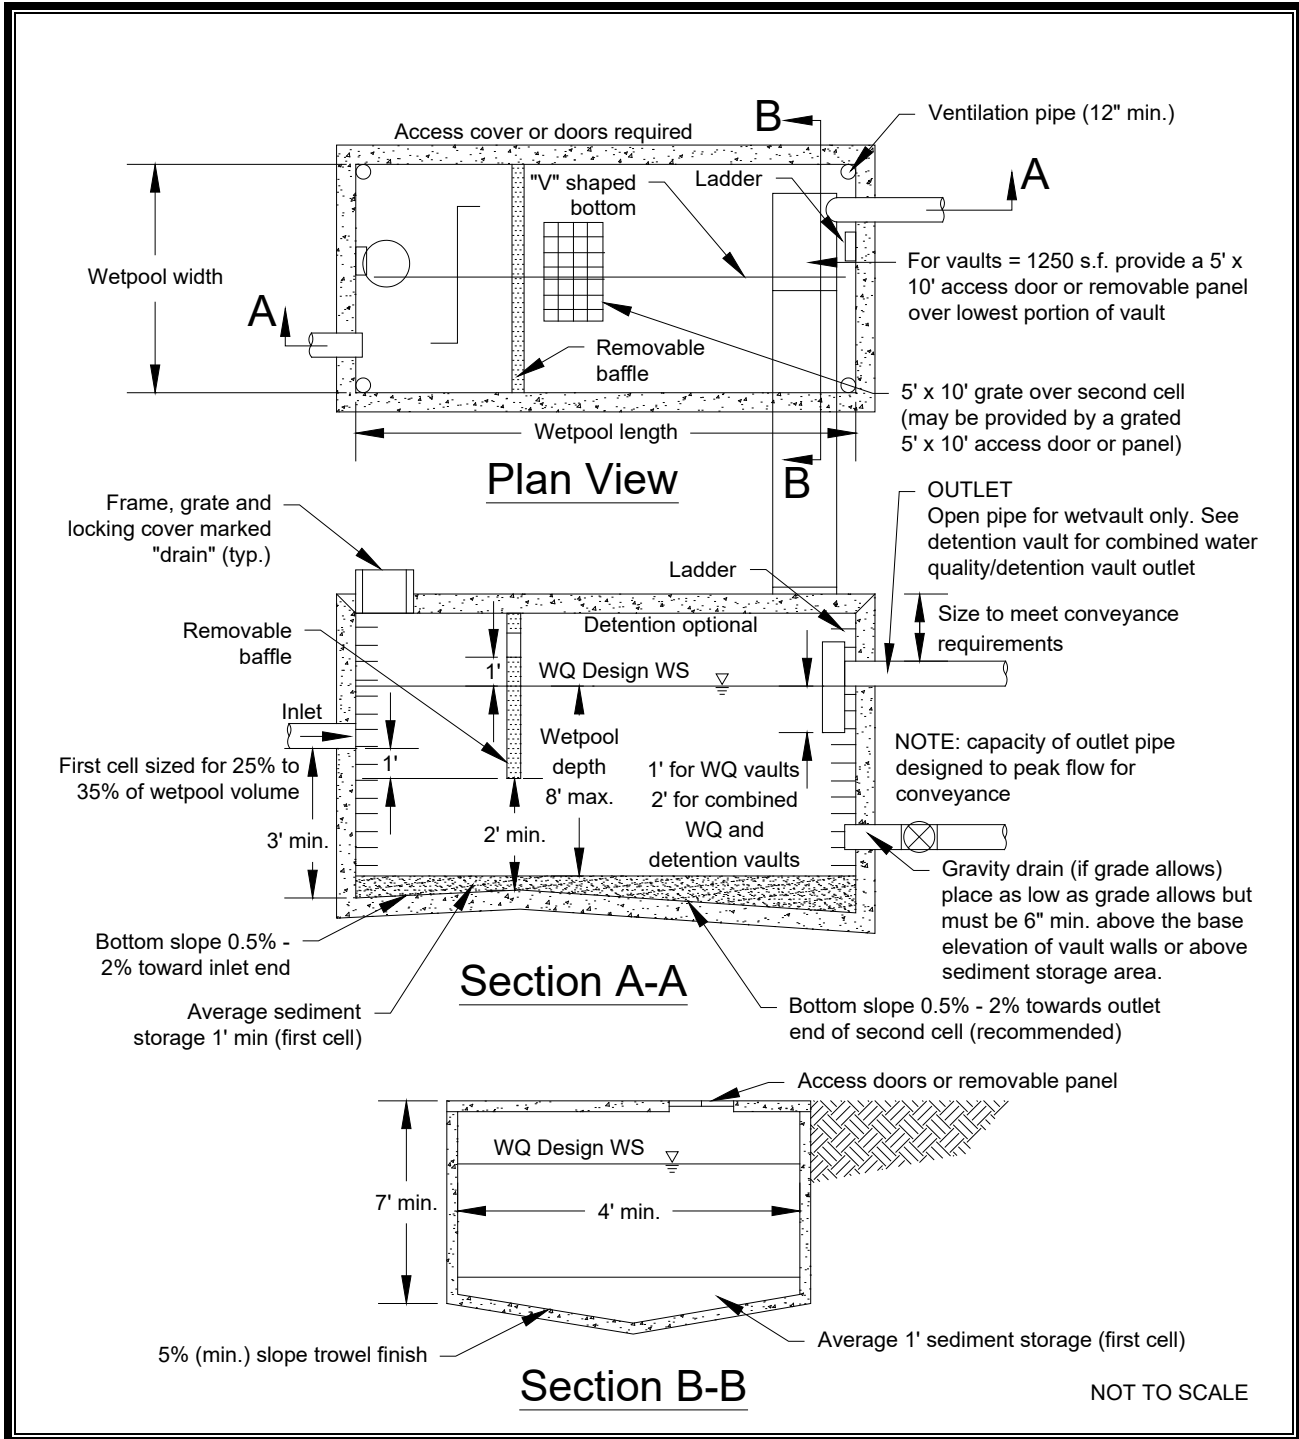 B
Ventilation pipe (12" min.)
Access cover or doors required
"V" shaped
bottom
Ladder
A
Wetpool width
For vaults = 1250 s.f. provide a 5' x
10' access door or removable panel
over lowest portion of vault
A
Removable
baffle
5' x 10' grate over second cell
(may be provided by a grated
5' x 10' access door or panel)
Wetpool length
Plan View
B
Frame, grate and
locking cover marked
"drain" (typ.)
OUTLET
Open pipe for wetvault only. See
detention vault for combined water
quality/detention vault outlet
Ladder
Removable
baffle
Detention optional
Size to meet conveyance
requirements
1'
WQ Design WS
Inlet
Wetpool
depth
8' max.
NOTE: capacity of outlet pipe
designed to peak flow for
conveyance
First cell sized for 25% to
35% of wetpool volume
1'
1' for WQ vaults
2' for combined
WQ and
detention vaults
3' min.
2' min.
Gravity drain (if grade allows)
place as low as grade allows but
must be 6" min. above the base
elevation of vault walls or above
sediment storage area.
Bottom slope 0.5% -
2% toward inlet end
Section A-A
Average sediment
storage 1' min (first cell)
Bottom slope 0.5% - 2% towards outlet
end of second cell (recommended)
Access doors or removable panel
WQ Design WS
7' min.
4' min.
5% (min.) slope trowel finish
Average 1' sediment storage (first cell)
Section B-B
NOT TO SCALE